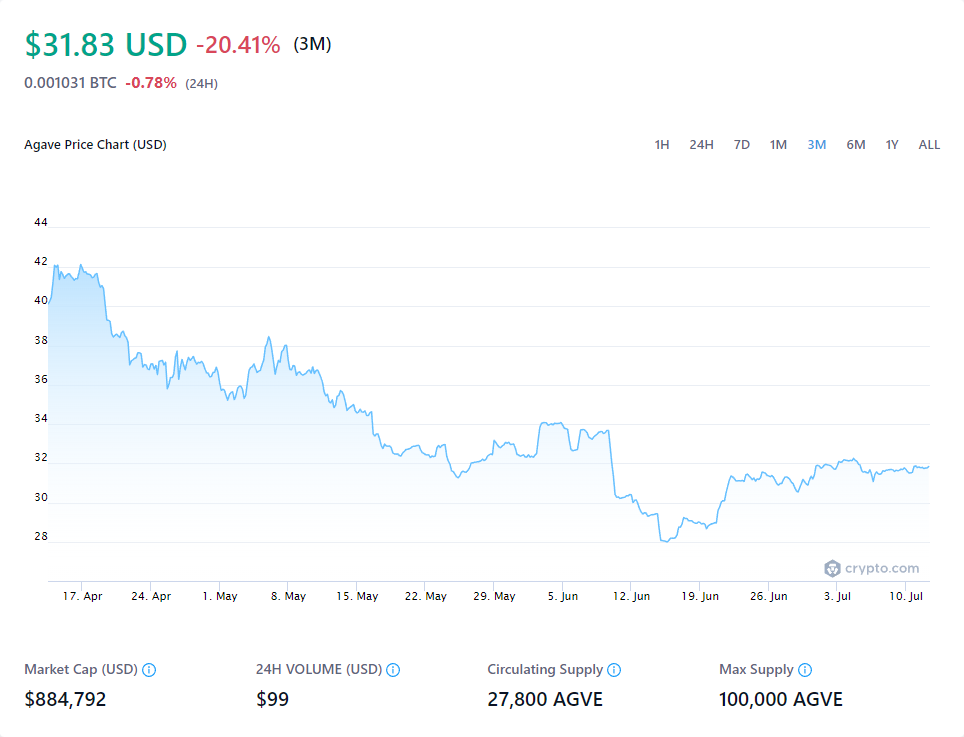 $31.83 USD -20.41% (3M)
0.001031 BTC -0.78% (24H)
Agave Price Chart (USD) 1H 24H 7D 1M 3M 6M 1Y ALL
44
42
40
38
36
34
32
30
28
crypto.com
17. Apr 24. Apr 1. May 8. May 15. May 22. May 29. May 5. Jun 12. Jun 19. Jun 26. Jun 3. Jul 10. Jul
Market Cap (USD) 24H VOLUME (USD) Circulating Supply Max Supply
$884,792 $99 27,800 AGVE 100,000 AGVE